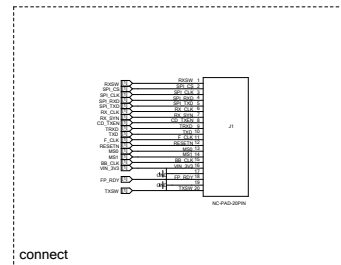 RXSW RXSW 1
SPI_CS SPI_CS 2
SPI_CLK SPI_CLK 3
SPI_RXD SPI_RXD 4
SPI_TXD SPI_TXD 5
RX_CLK RX_CLK 6
RX_SYN RX_SYN 7
CD_TXEN CD_TXEN 8
TRXD TRXD 9
TXD TXD 10
F_CLK F_CLK 11
RESETN RESETN 12
MS0 MS0 13
MS1 MS1 14
BB_CLK BB_CLK 15
VIN_3V3 VIN_3V3 16
17
FP_RDY FP_RDY 18
19
TXSW TXSW 20
J1
NC-PAD-20PIN
connect